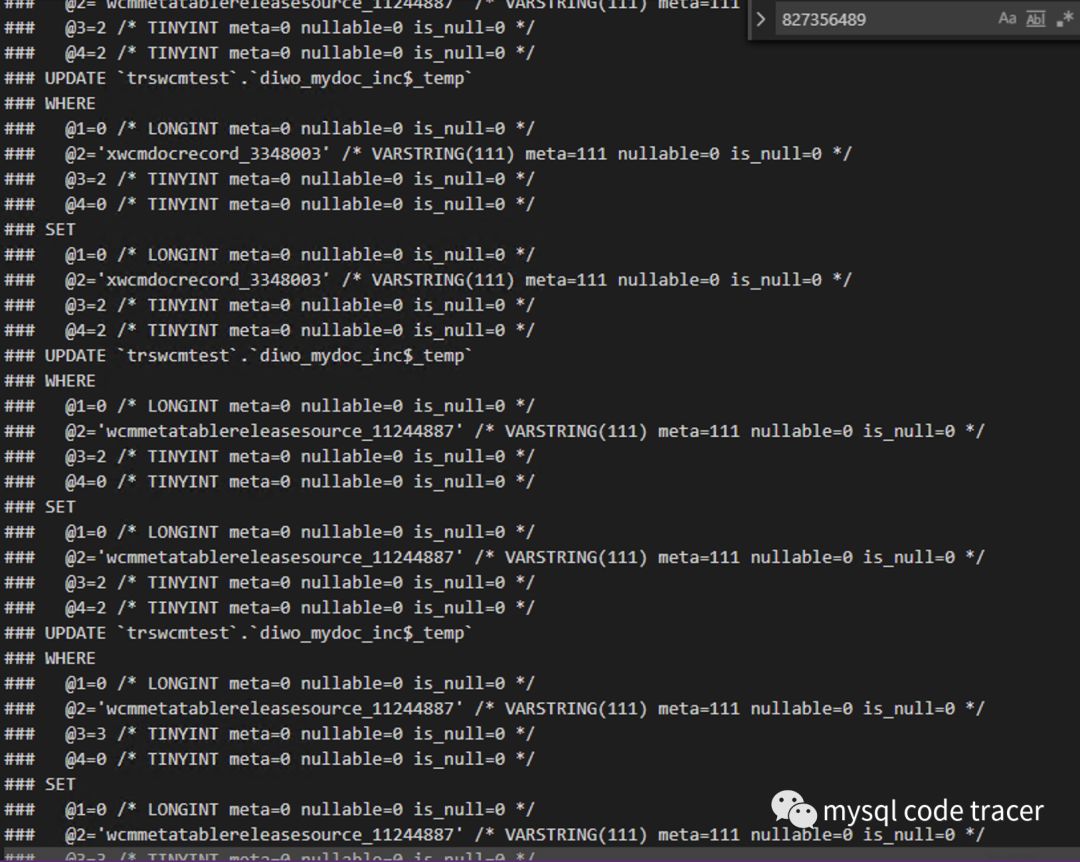 ###   @2='wcmmetatablereleasesource_11244887' /* VARSTRING(111) meta=111
827356489
Aa Abl .*
###   @3=2 /* TINYINT meta=0 nullable=0 is_null=0 */
###   @4=2 /* TINYINT meta=0 nullable=0 is_null=0 */
### UPDATE `trswcmtest`.`diwo_mydoc_inc$_temp`
### WHERE
###   @1=0 /* LONGINT meta=0 nullable=0 is_null=0 */
###   @2='xwcmdocrecord_3348003' /* VARSTRING(111) meta=111 nullable=0 is_null=0 */
###   @3=2 /* TINYINT meta=0 nullable=0 is_null=0 */
###   @4=0 /* TINYINT meta=0 nullable=0 is_null=0 */
### SET
###   @1=0 /* LONGINT meta=0 nullable=0 is_null=0 */
###   @2='xwcmdocrecord_3348003' /* VARSTRING(111) meta=111 nullable=0 is_null=0 */
###   @3=2 /* TINYINT meta=0 nullable=0 is_null=0 */
###   @4=2 /* TINYINT meta=0 nullable=0 is_null=0 */
### UPDATE `trswcmtest`.`diwo_mydoc_inc$_temp`
### WHERE
###   @1=0 /* LONGINT meta=0 nullable=0 is_null=0 */
###   @2='wcmmetatablereleasesource_11244887' /* VARSTRING(111) meta=111 nullable=0 is_null=0 */
###   @3=2 /* TINYINT meta=0 nullable=0 is_null=0 */
###   @4=0 /* TINYINT meta=0 nullable=0 is_null=0 */
### SET
###   @1=0 /* LONGINT meta=0 nullable=0 is_null=0 */
###   @2='wcmmetatablereleasesource_11244887' /* VARSTRING(111) meta=111 nullable=0 is_null=0 */
###   @3=2 /* TINYINT meta=0 nullable=0 is_null=0 */
###   @4=2 /* TINYINT meta=0 nullable=0 is_null=0 */
### UPDATE `trswcmtest`.`diwo_mydoc_inc$_temp`
### WHERE
###   @1=0 /* LONGINT meta=0 nullable=0 is_null=0 */
###   @2='wcmmetatablereleasesource_11244887' /* VARSTRING(111) meta=111 nullable=0 is_null=0 */
###   @3=3 /* TINYINT meta=0 nullable=0 is_null=0 */
###   @4=0 /* TINYINT meta=0 nullable=0 is_null=0 */
### SET
###   @1=0 /* LONGINT meta=0 nullable=0 is_null=0 */
mysql code tracer
###   @2='wcmmetatablereleasesource_11244887' /* VARSTRING(111) meta=111 nullable=0 is_null=0 */
###   @3=3 /* TINYINT meta=0 nullable=0 is_null=0 */